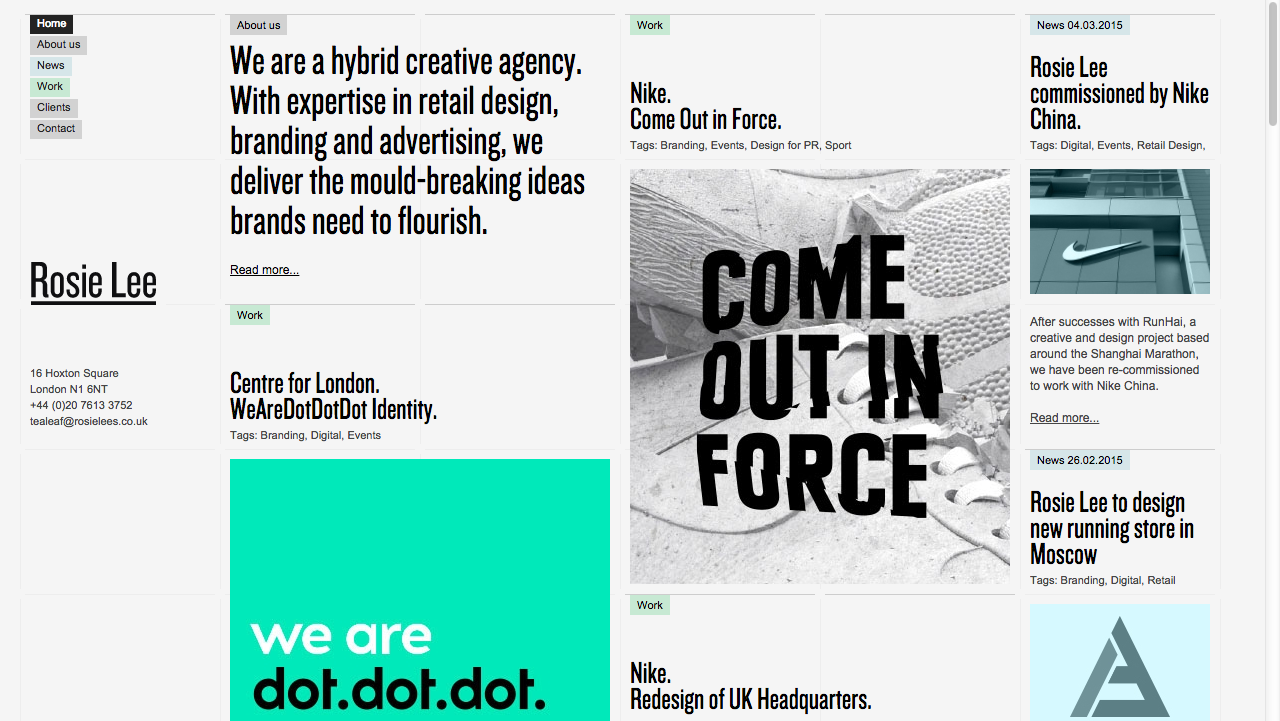 Home
About us
News
Work
Clients
Contact
Rosie Lee
16 Hoxton Square
London N1 6NT
+44 (0)20 7613 3752
tealeaf@rosielees.co.uk
About us
We are a hybrid creative agency.
With expertise in retail design,
branding and advertising, we
deliver the mould-breaking ideas
brands need to flourish.
Read more...
Work
Centre for London.
WeAreDotDotDot Identity.
Tags: Branding, Digital, Events
we are
dot.dot.dot.
Work
Nike.
Come Out in Force.
Tags: Branding, Events, Design for PR, Sport
COME
OUT IN
FORCE
Work
Nike.
Redesign of UK Headquarters.
News 04.03.2015
Rosie Lee
commissioned by Nike
China.
Tags: Digital, Events, Retail Design,
After successes with RunHai, a
creative and design project based
around the Shanghai Marathon,
we have been re-commissioned
to work with Nike China.
Read more...
News 26.02.2015
Rosie Lee to design
new running store in
Moscow
Tags: Branding, Digital, Retail